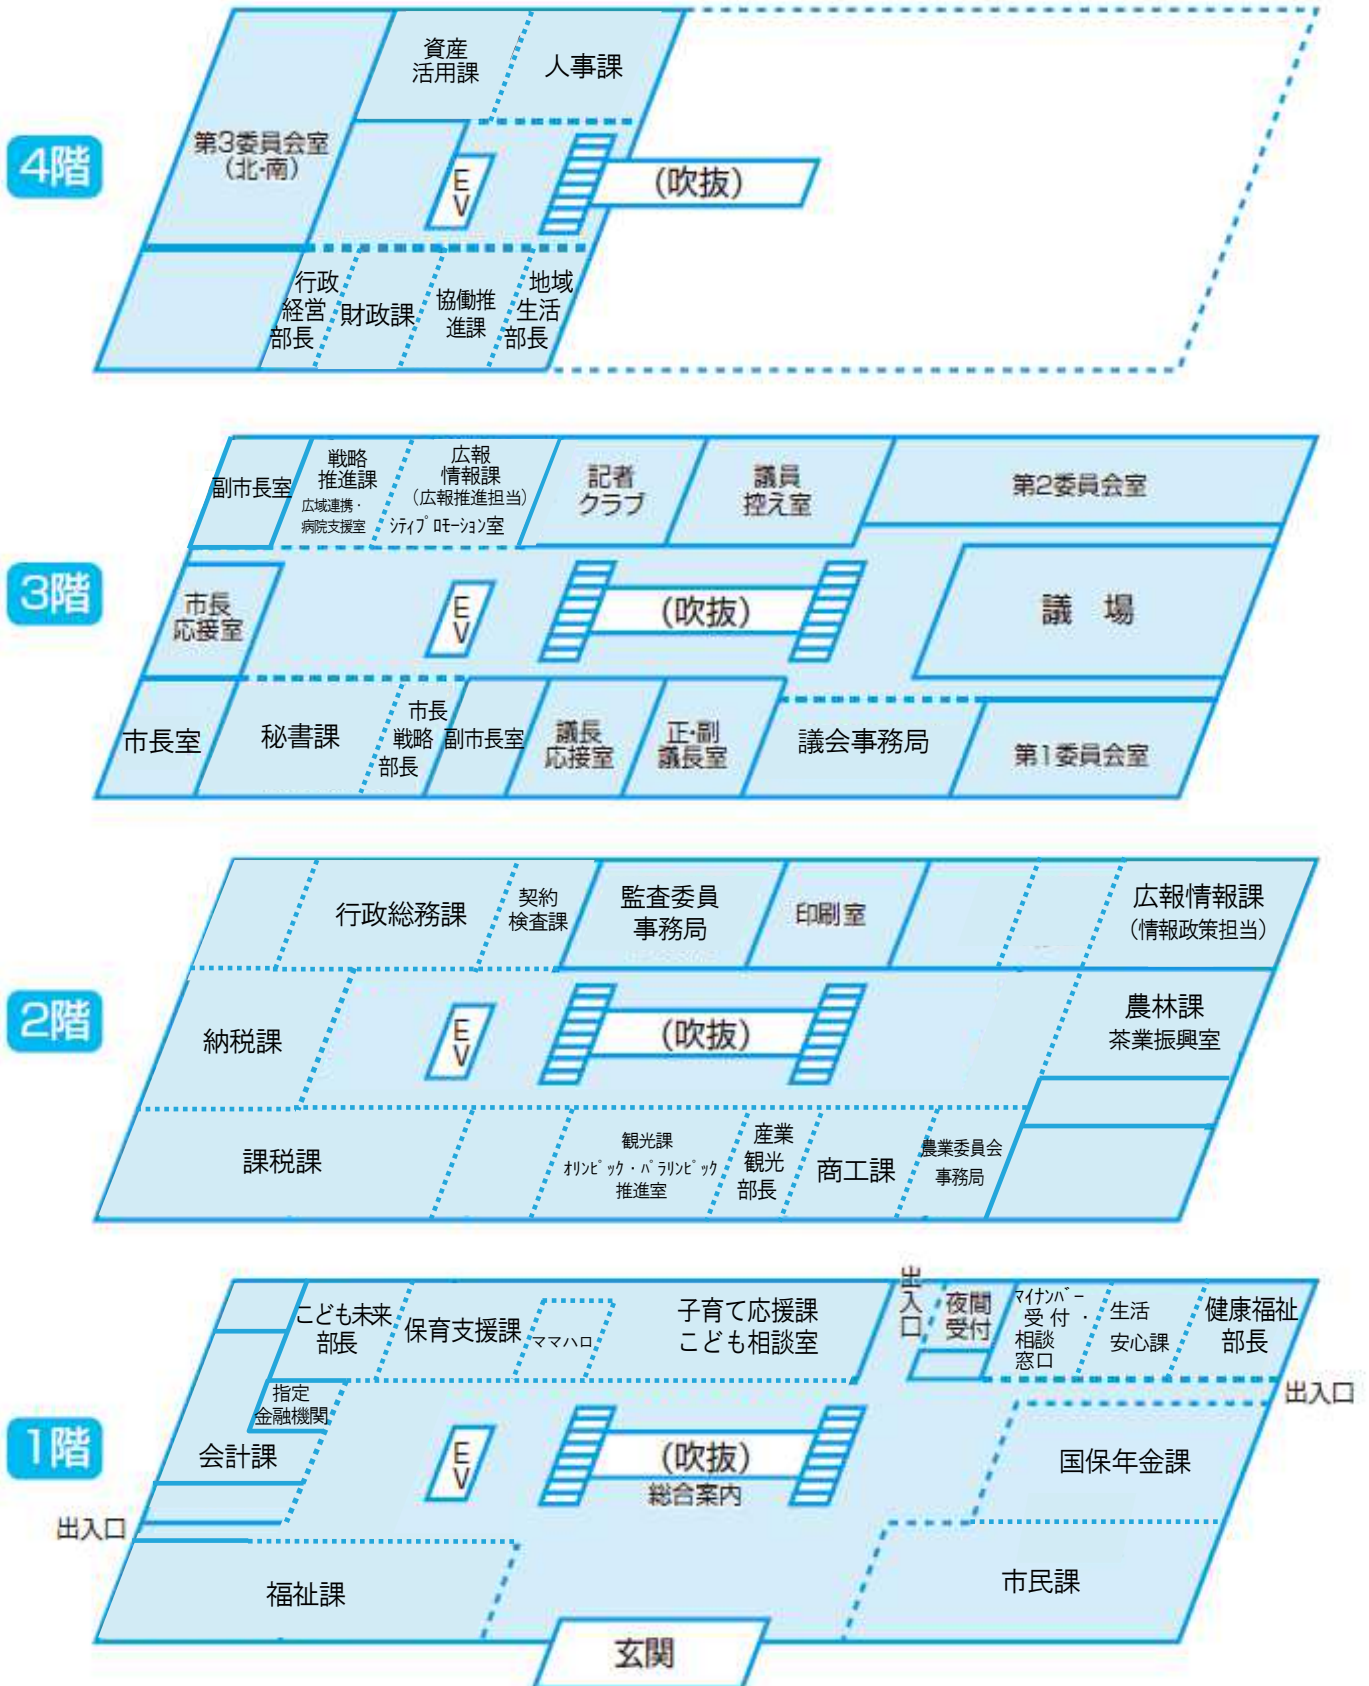 4階
資産
活用課
人事課
第3委員会室
(北・南)
EV
(吹抜)
行政
経営
部長
財政課
協働推
進課
地域
生活
部長
3階
副市長室
戦略
推進課
広域連携・
病院支援室
広報
情報課
(広報推進担当)
シティプロモーション室
記者
クラブ
議員
控え室
第2委員会室
市長
応接室
EV
(吹抜)
議 場
市長室
秘書課
市長
戦略
部長
副市長室
議長
応接室
正・副
議長室
議会事務局
第1委員会室
2階
行政総務課
契約
検査課
監査委員
事務局
印刷室
広報情報課
(情報政策担当)
納税課
EV
(吹抜)
農林課
茶業振興室
課税課
観光課
オリンピック・パラリンピック
推進室
産業
観光
部長
商工課
農業委員会
事務局
1階
こども未来
部長
保育支援課
ママハロ
子育て応援課
こども相談室
出入口
夜間
受付
マイナンバー
受付・
相談
窓口
生活
安心課
健康福祉
部長
出入口
指定
金融機関
会計課
EV
(吹抜)
総合案内
国保年金課
出入口
福祉課
市民課
玄関